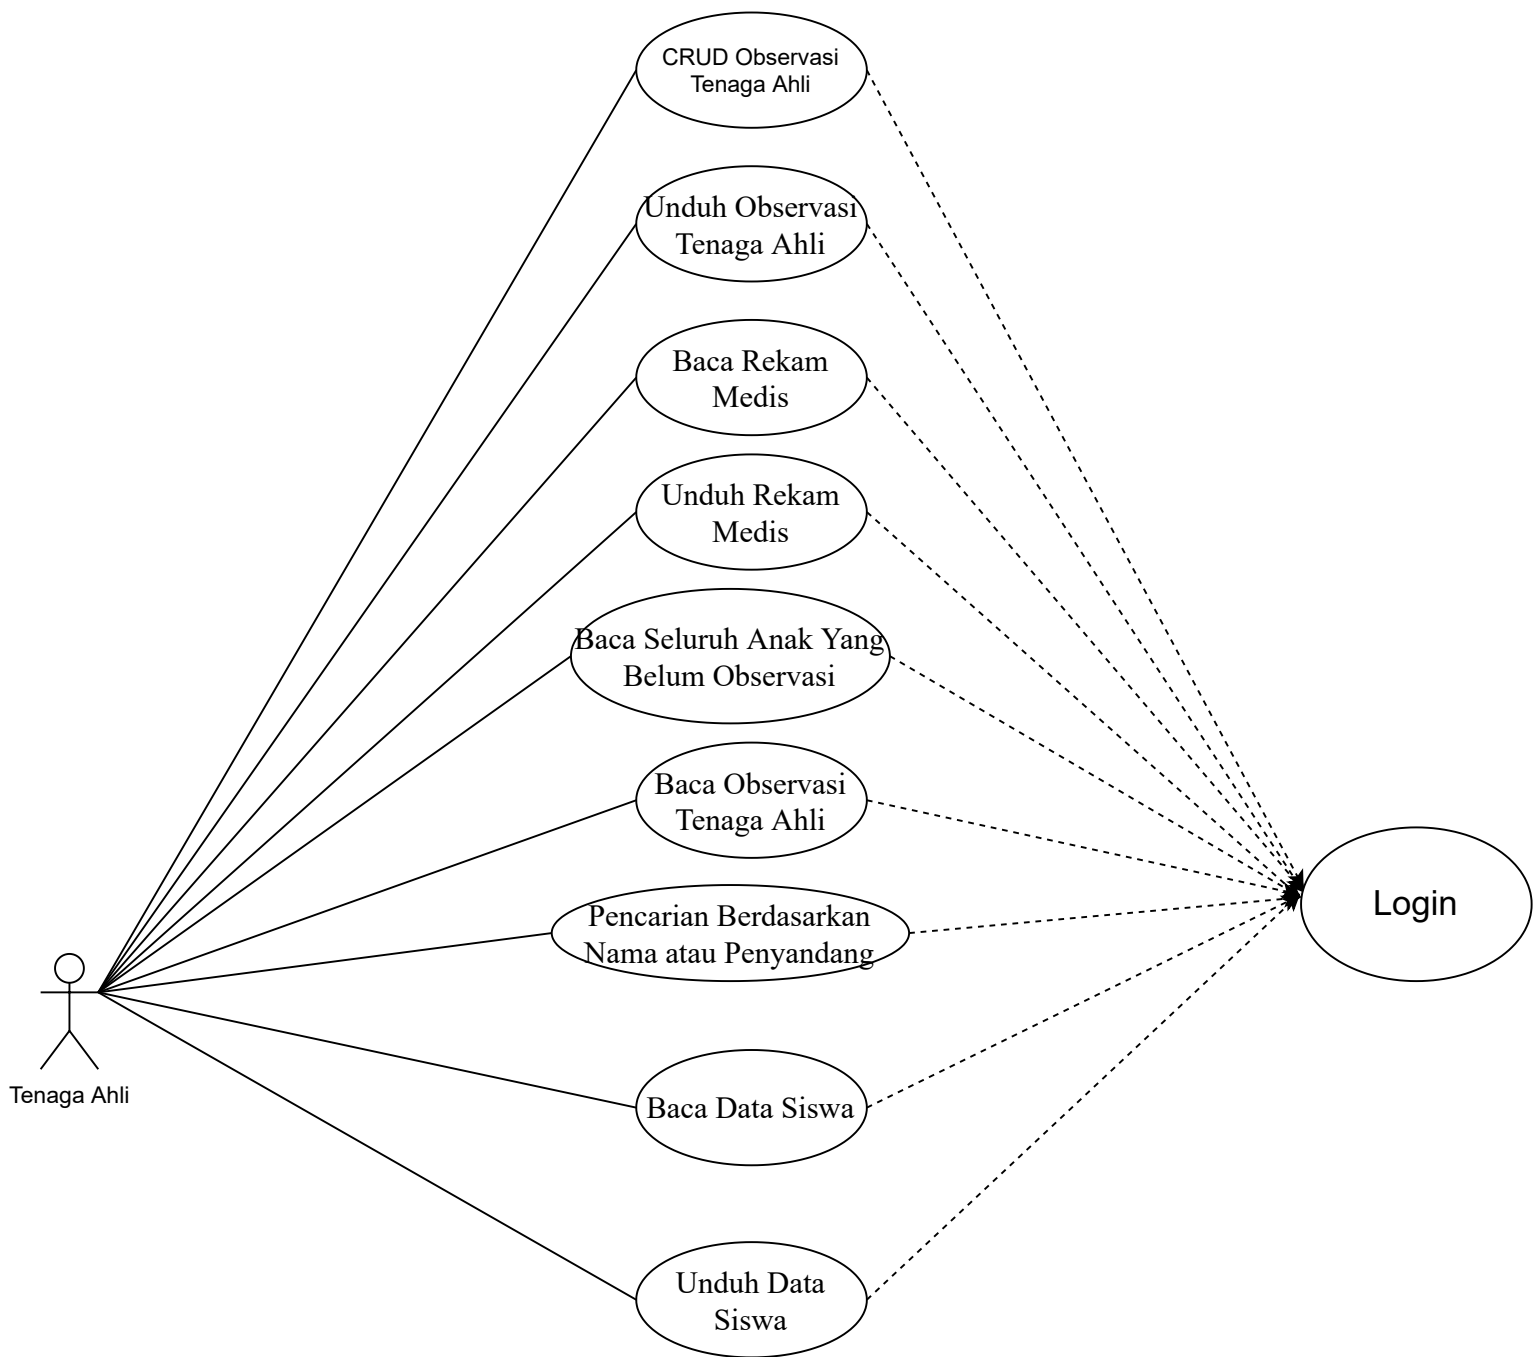 CRUD Observasi
Tenaga Ahli
Unduh Observasi
Tenaga Ahli
Baca Rekam
Medis
Unduh Rekam
Medis
Baca Seluruh Anak Yang
Belum Observasi
Baca Observasi
Tenaga Ahli
Pencarian Berdasarkan
Nama atau Penyandang
Login
Tenaga Ahli
Baca Data Siswa
Unduh Data
Siswa